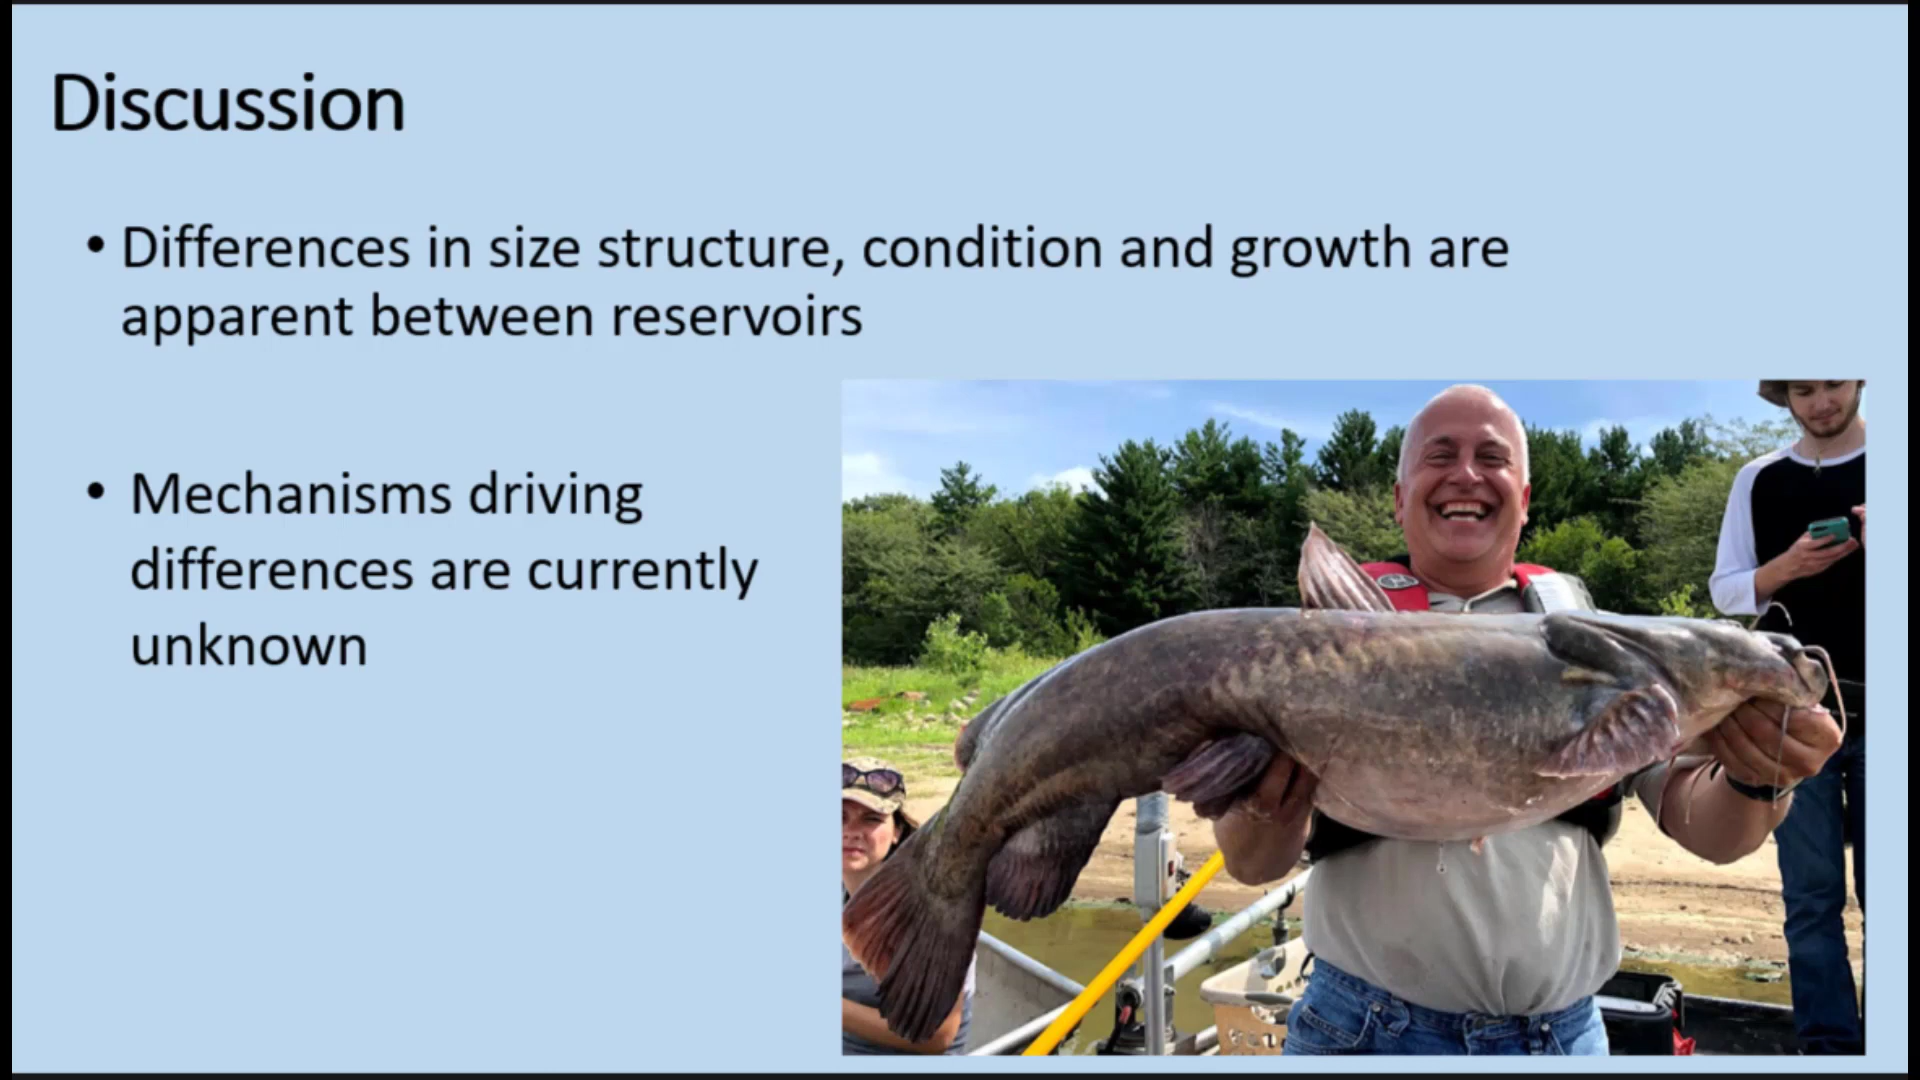 Discussion
• Differences in size structure, condition and growth are
apparent between reservoirs
• Mechanisms driving
differences are currently
unknown